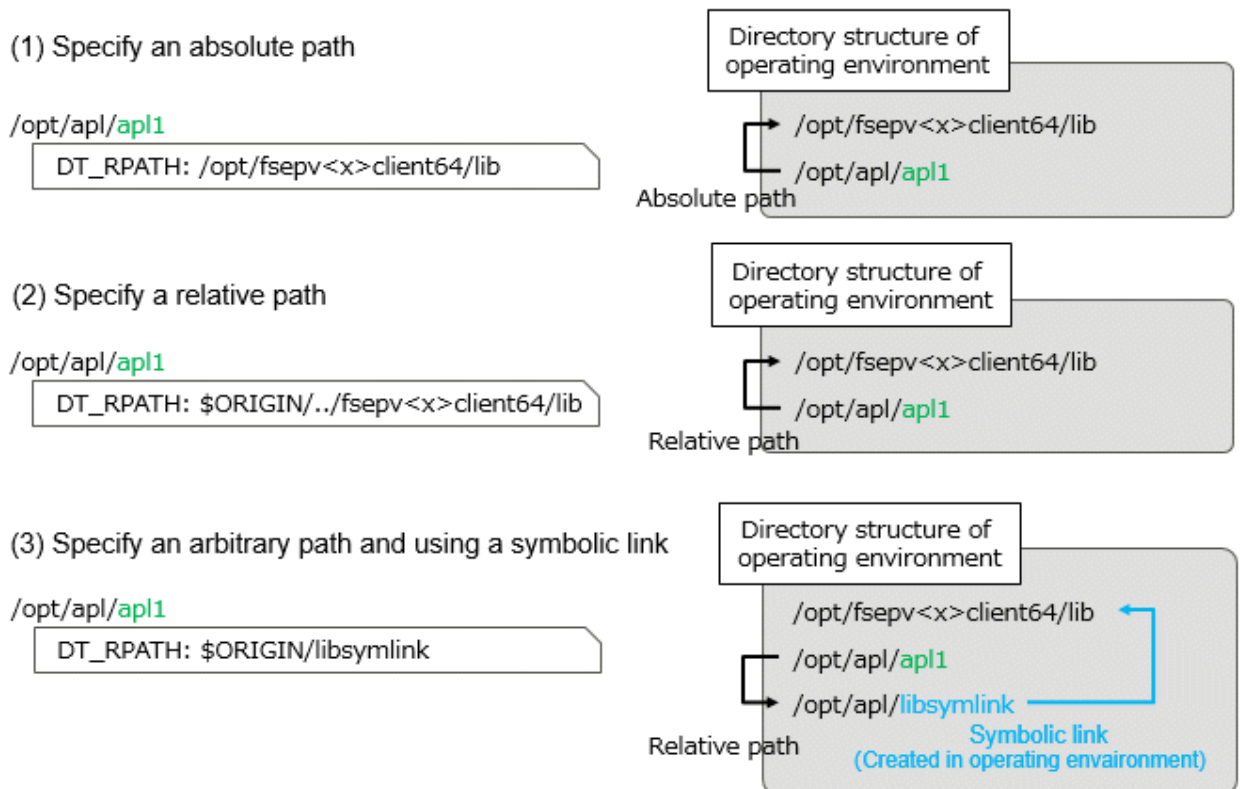 (1) Specify an absolute path
/opt/apl/apl1
DT_RPATH: /opt/fsepv<x>client64/lib
Directory structure of
operating environment
/opt/fsepv<x>client64/lib
/opt/apl/apl1
Absolute path
(2) Specify a relative path
/opt/apl/apl1
DT_RPATH: $ORIGIN/../fsepv<x>client64/lib
Directory structure of
operating environment
/opt/fsepv<x>client64/lib
/opt/apl/apl1
Relative path
(3) Specify an arbitrary path and using a symbolic link
/opt/apl/apl1
DT_RPATH: $ORIGIN/libsymlink
Directory structure of
operating environment
/opt/fsepv<x>client64/lib
/opt/apl/apl1
/opt/apl/libsymlink
Relative path
Symbolic link
(Created in operating envaironment)